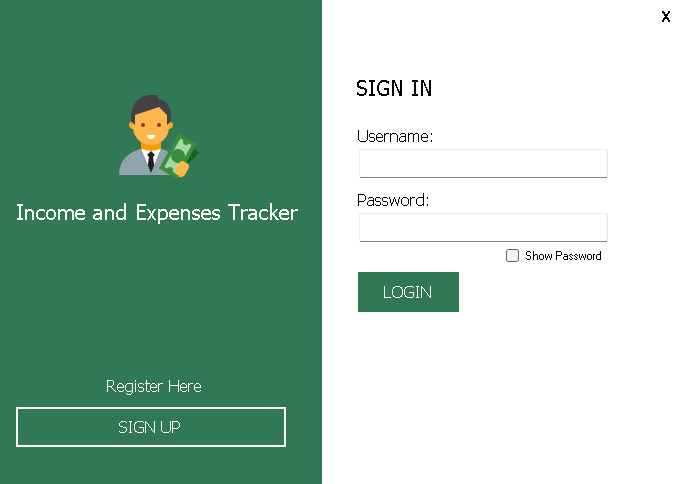 X
Income and Expenses Tracker
Register Here
SIGN UP
SIGN IN
Username:
Password:
Show Password
LOGIN